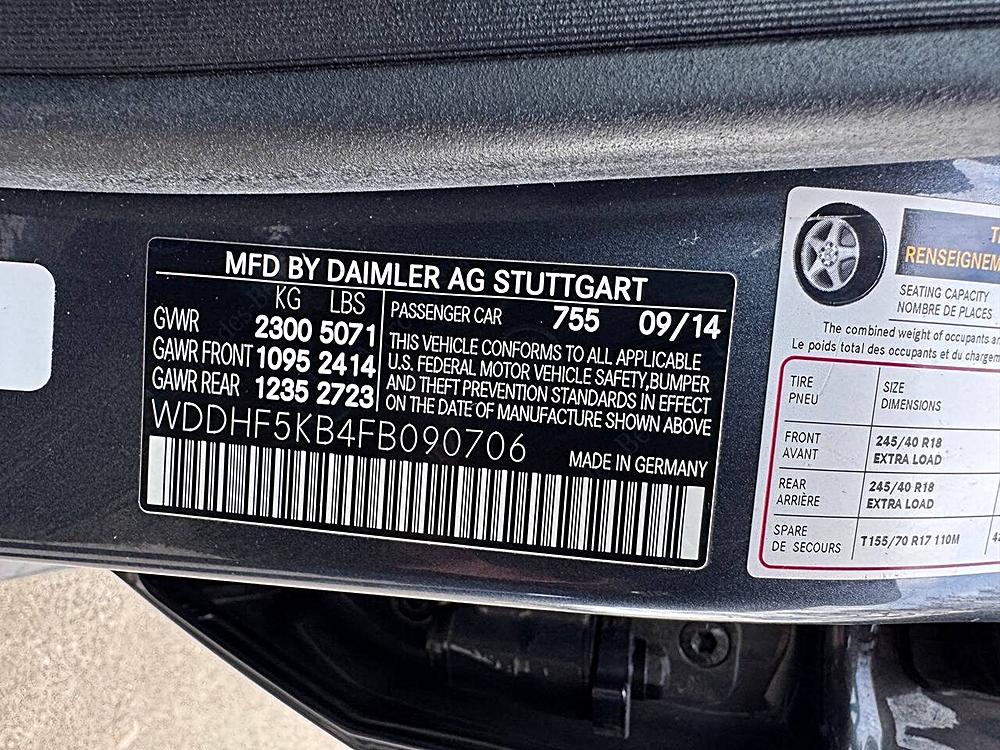 MFD BY DAIMLER AG STUTTGART
KG LBS
GVWR 2300 5071
GAWR FRONT 1095 2414
GAWR REAR 1235 2723
PASSENGER CAR 755 09/14
THIS VEHICLE CONFORMS TO ALL APPLICABLE
U.S. FEDERAL MOTOR VEHICLE SAFETY,BUMPER
AND THEFT PREVENTION STANDARDS IN EFFECT
ON THE DATE OF MANUFACTURE SHOWN ABOVE
WDDHF5KB4FB090706
MADE IN GERMANY
RENSEIGNEM
SEATING CAPACITY
NOMBRE DE PLACES
The combined weight of occupants
Le poids total des occupants et du chargem
TIRE SIZE
PNEU DIMENSIONS
FRONT 245/40 R18
AVANT EXTRA LOAD
REAR 245/40 R18
ARRIÈRE EXTRA LOAD
SPARE T155/70 R17 110M
DE SECOURS